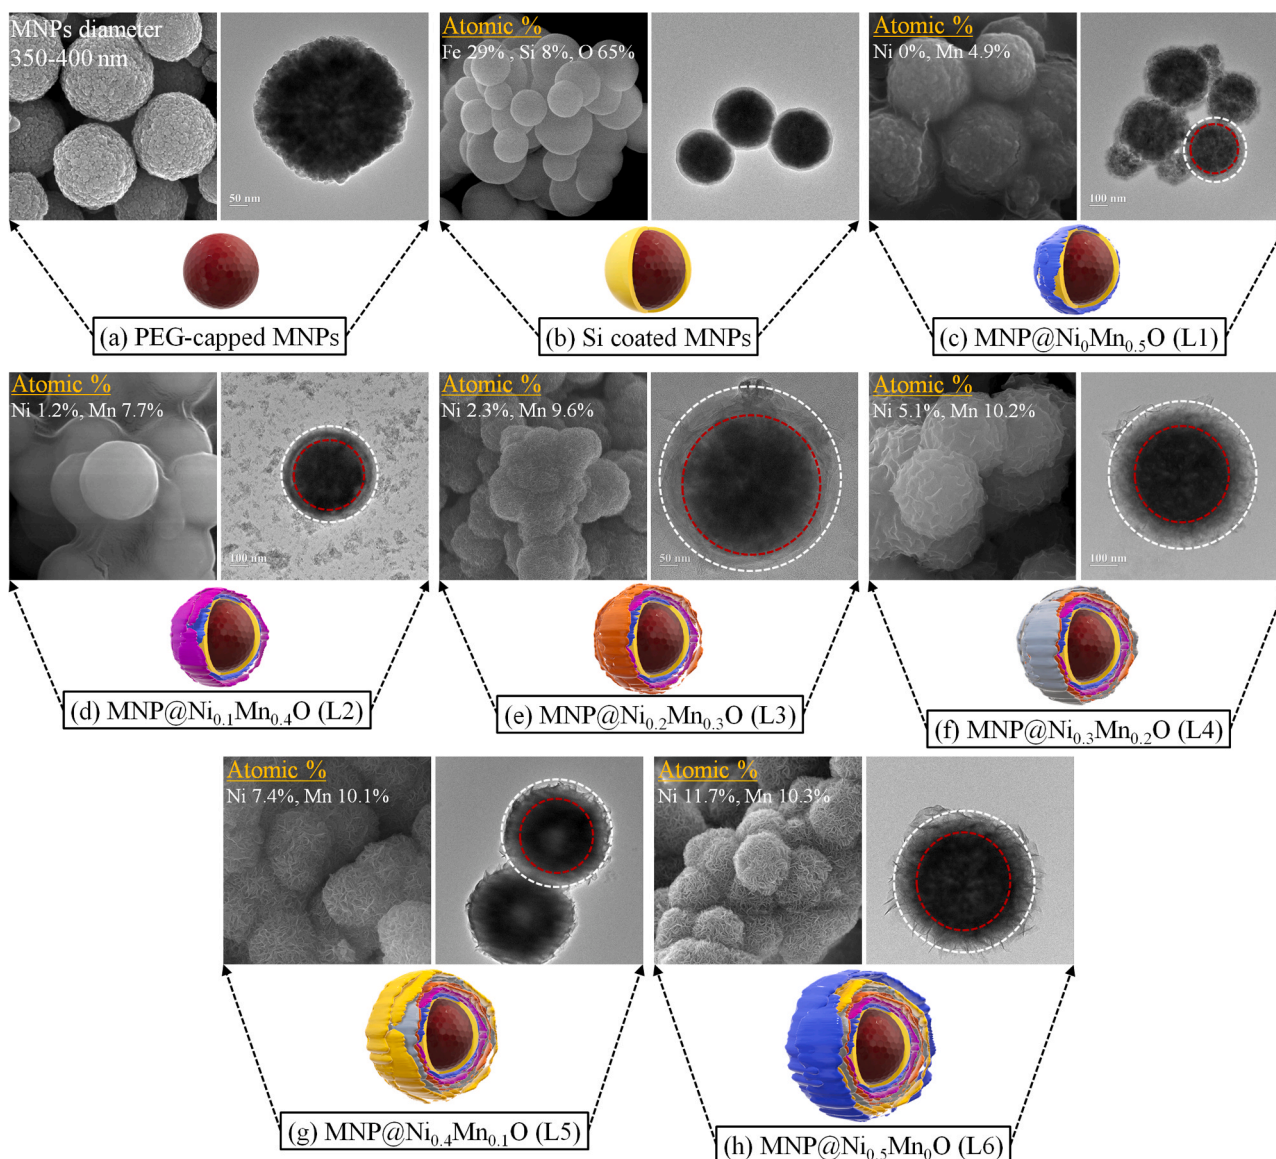 MNPs diameter
350-400 nm
50 nm
(a) PEG-capped MNPs
Atomic %
Fe 29% , Si 8%, O 65%
(b) Si coated MNPs
Atomic %
Ni 0%, Mn 4.9%
100 nm
(c) MNP@Ni₀Mn₀.₅O (L1)
Atomic %
Ni 1.2%, Mn 7.7%
100 nm
(d) MNP@Ni₀.₁Mn₀.₄O (L2)
Atomic %
Ni 2.3%, Mn 9.6%
50 nm
(e) MNP@Ni₀.₂Mn₀.₃O (L3)
Atomic %
Ni 5.1%, Mn 10.2%
100 nm
(f) MNP@Ni₀.₃Mn₀.₂O (L4)
Atomic %
Ni 7.4%, Mn 10.1%
(g) MNP@Ni₀.₄Mn₀.₁O (L5)
Atomic %
Ni 11.7%, Mn 10.3%
(h) MNP@Ni₀.₅Mn₀O (L6)